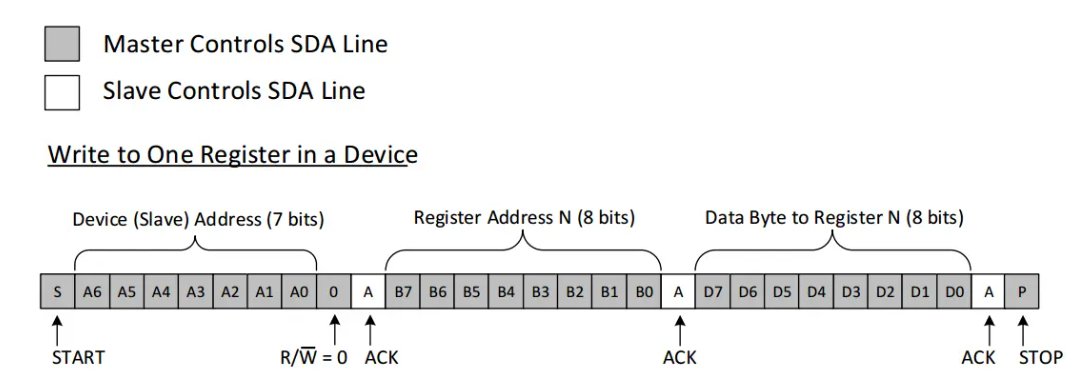 Master Controls SDA Line
Slave Controls SDA Line
Write to One Register in a Device
Device (Slave) Address (7 bits) Register Address N (8 bits) Data Byte to Register N (8 bits)
S A6 A5 A4 A3 A2 A1 A0 0 A B7 B6 B5 B4 B3 B2 B1 B0 A D7 D6 D5 D4 D3 D2 D1 D0 A P
START R/W̅ = 0 ACK ACK ACK STOP